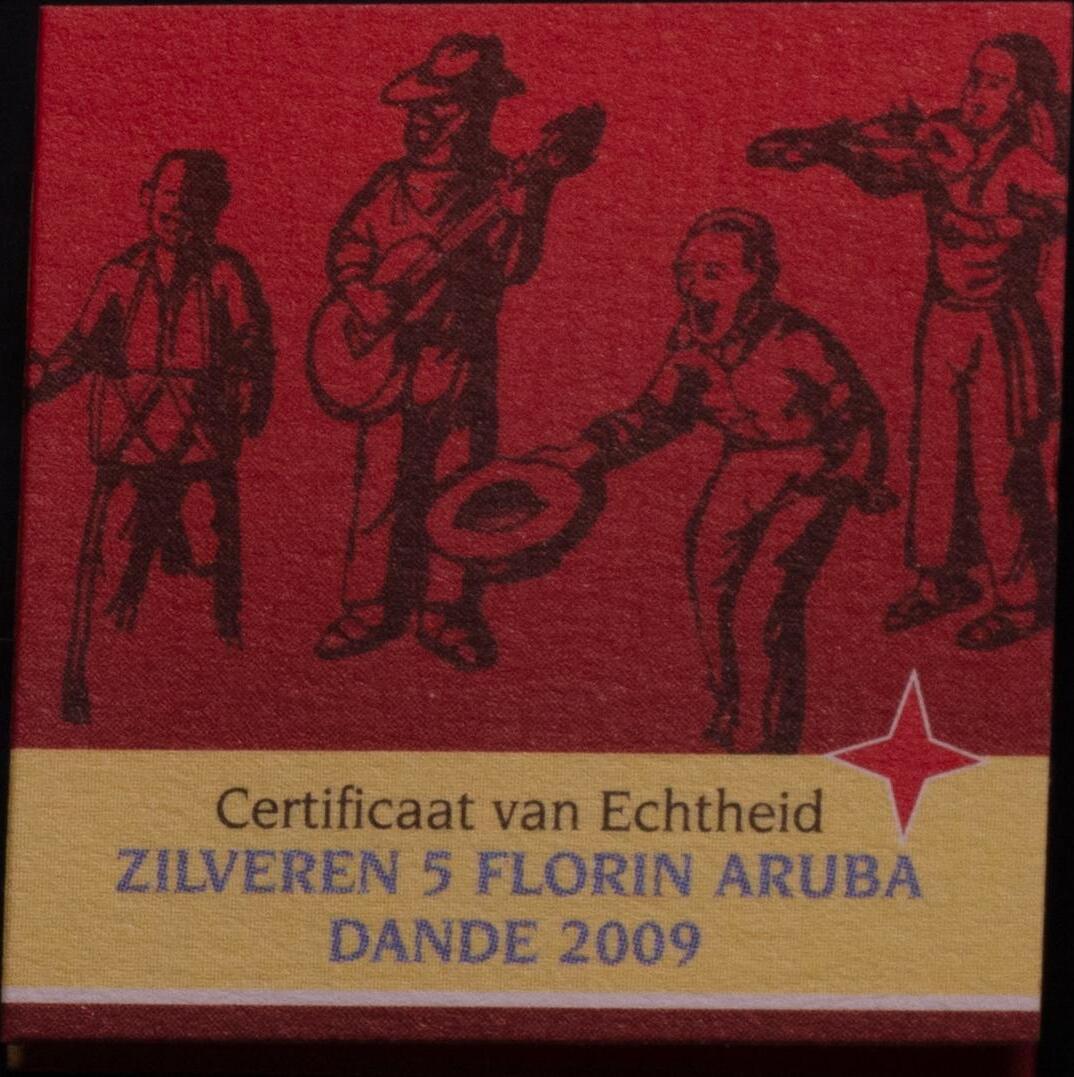 Certificaat van Echtheid
ZILVEREN 5 FLORIN ARUBA
DANDE 2009